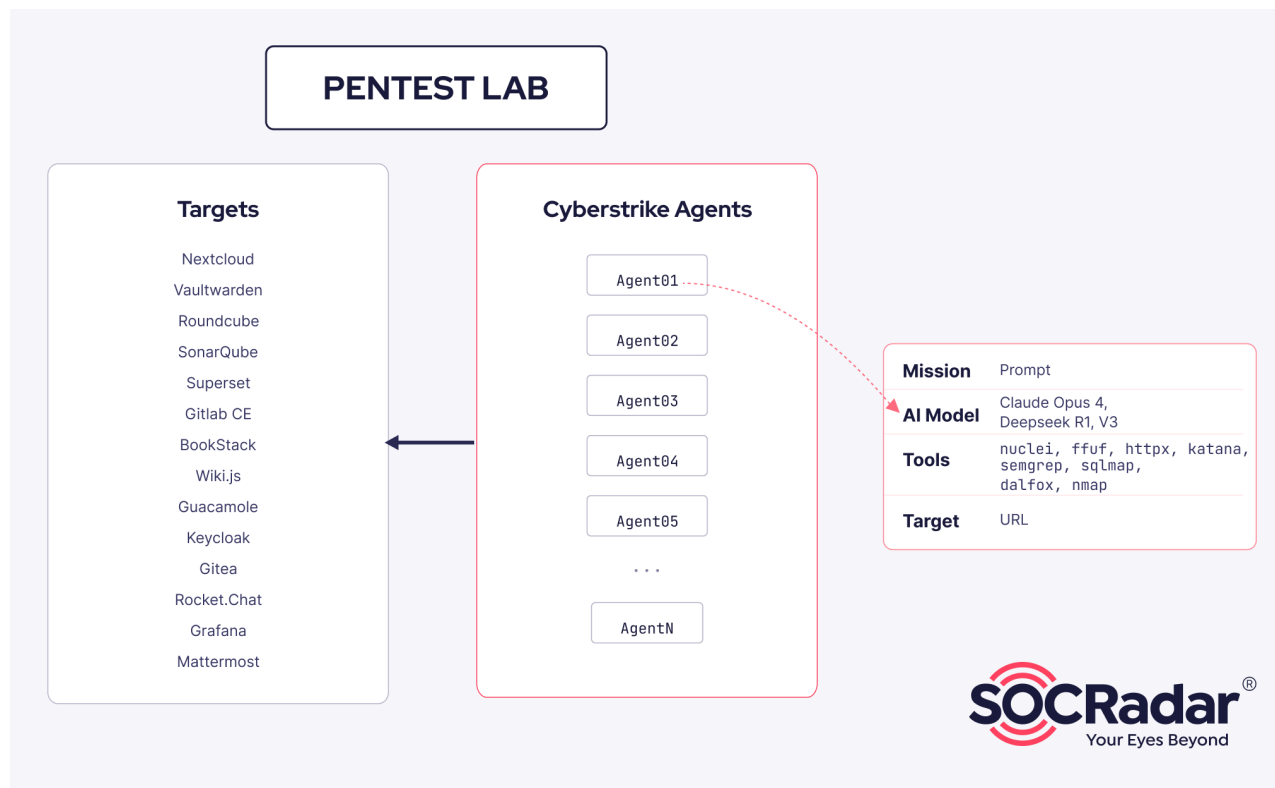 PENTEST LAB
Targets
Nextcloud
Vaultwarden
Roundcube
SonarQube
Superset
Gitlab CE
BookStack
Wiki.js
Guacamole
Keycloak
Gitea
Rocket.Chat
Grafana
Mattermost
Cyberstrike Agents
Agent01
Agent02
Agent03
Agent04
Agent05
...
AgentN
Mission Prompt
AI Model Claude Opus 4,
Deepseek R1, V3
Tools nuclei, ffuf, httpx, katana,
semgrep, sqlmap,
dalfox, nmap
Target URL
SOCRadar®
Your Eyes Beyond